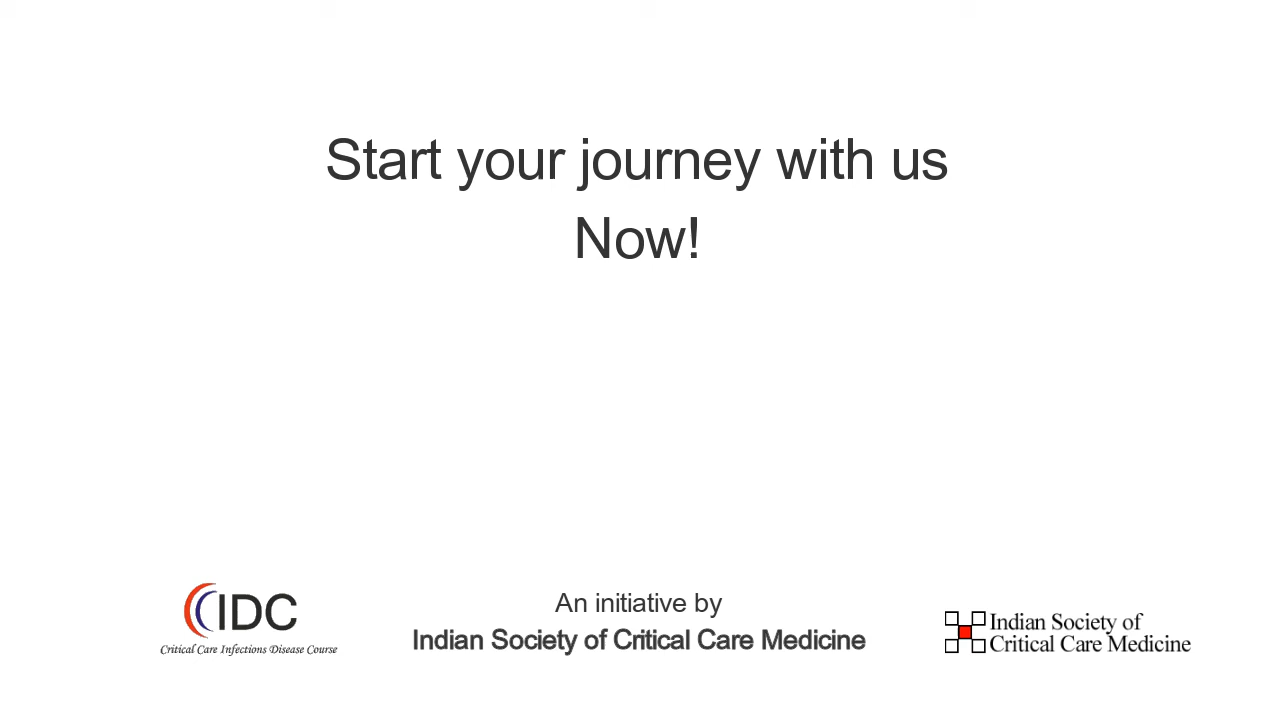 Start your journey with us
Now!
CIDC
Critical Care Infections Disease Course
An initiative by
Indian Society of Critical Care Medicine
Indian Society of
Critical Care Medicine